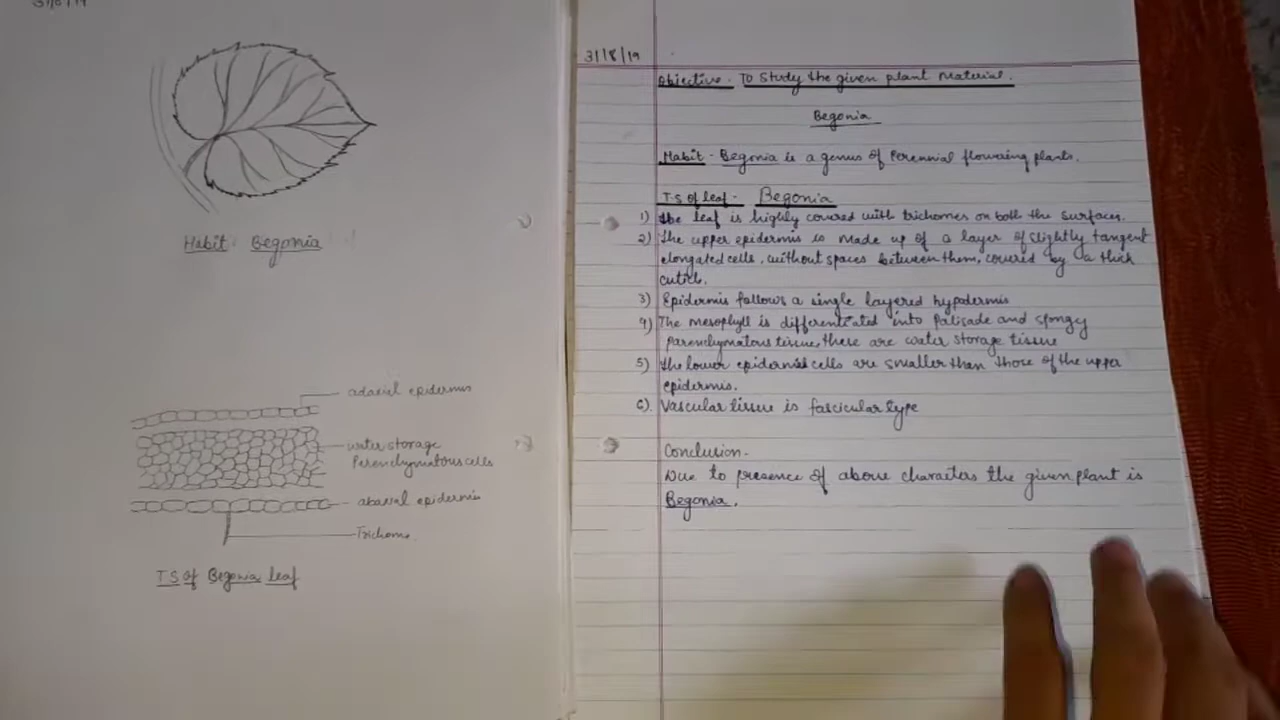 Habit Begonia
adaxial epidermis
water storage
Parenchymatous cells
abaxial epidermis
Trichome
T.S of Begonia leaf
31/8/19
Objective - To Study the given plant Material.
Begonia
Habit - Begonia is a genus of Perennial flowering plants.
T.S of leaf - Begonia
1) The leaf is highly covered with trichomes on both the surfaces.
2) The upper epidermis is made up of a layer of slightly tangent
elongated cells, without spaces between them, covered by a thick
cuticle.
3) Epidermis follows a single layered hypodermis
4) The mesophyll is differentiated into Palisade and spongy
parenchymatous tissue, these are water storage tissue
5) The lower epidermis cells are smaller than those of the upper
epidermis.
6). Vascular tissue is fascicular type
Conclusion -
Due to presence of above characters the given plant is
Begonia.